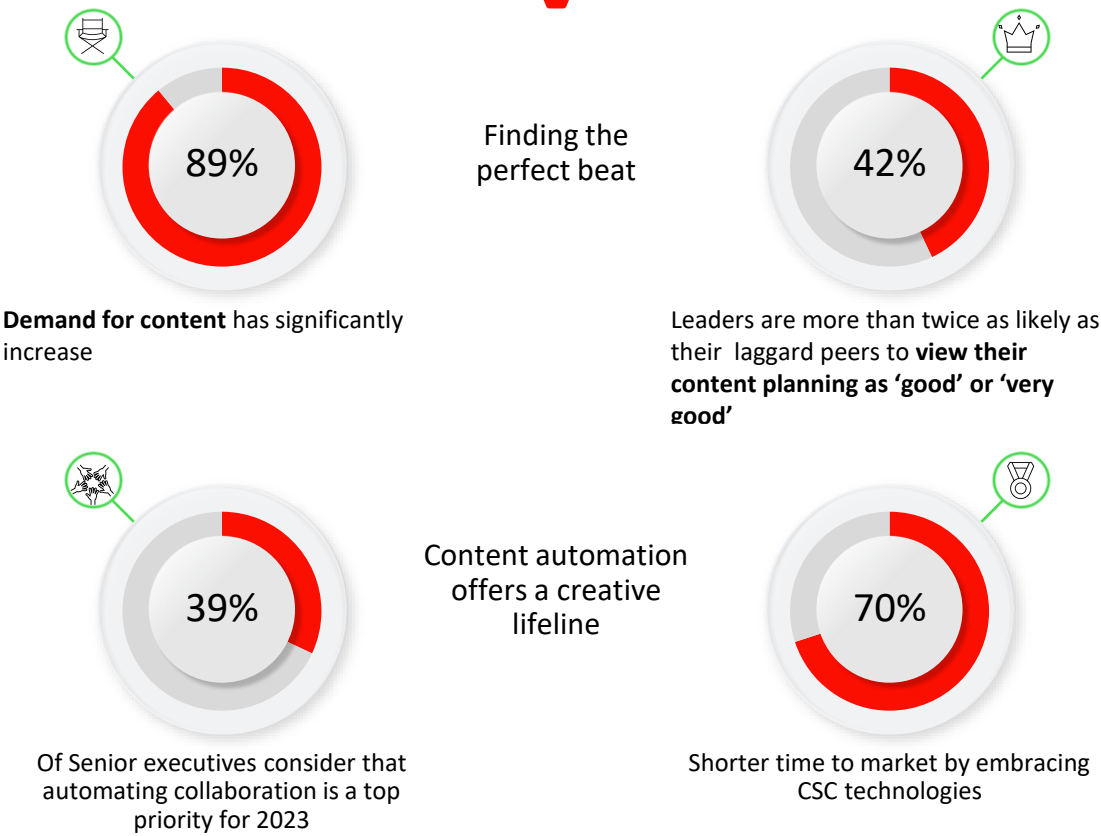 89%
Finding the
perfect beat
42%
Demand for content has significantly
increase
Leaders are more than twice as likely as
their laggard peers to view their
content planning as ‘good’ or ‘very
good’
39%
Content automation
offers a creative
lifeline
70%
Of Senior executives consider that
automating collaboration is a top
priority for 2023
Shorter time to market by embracing
CSC technologies